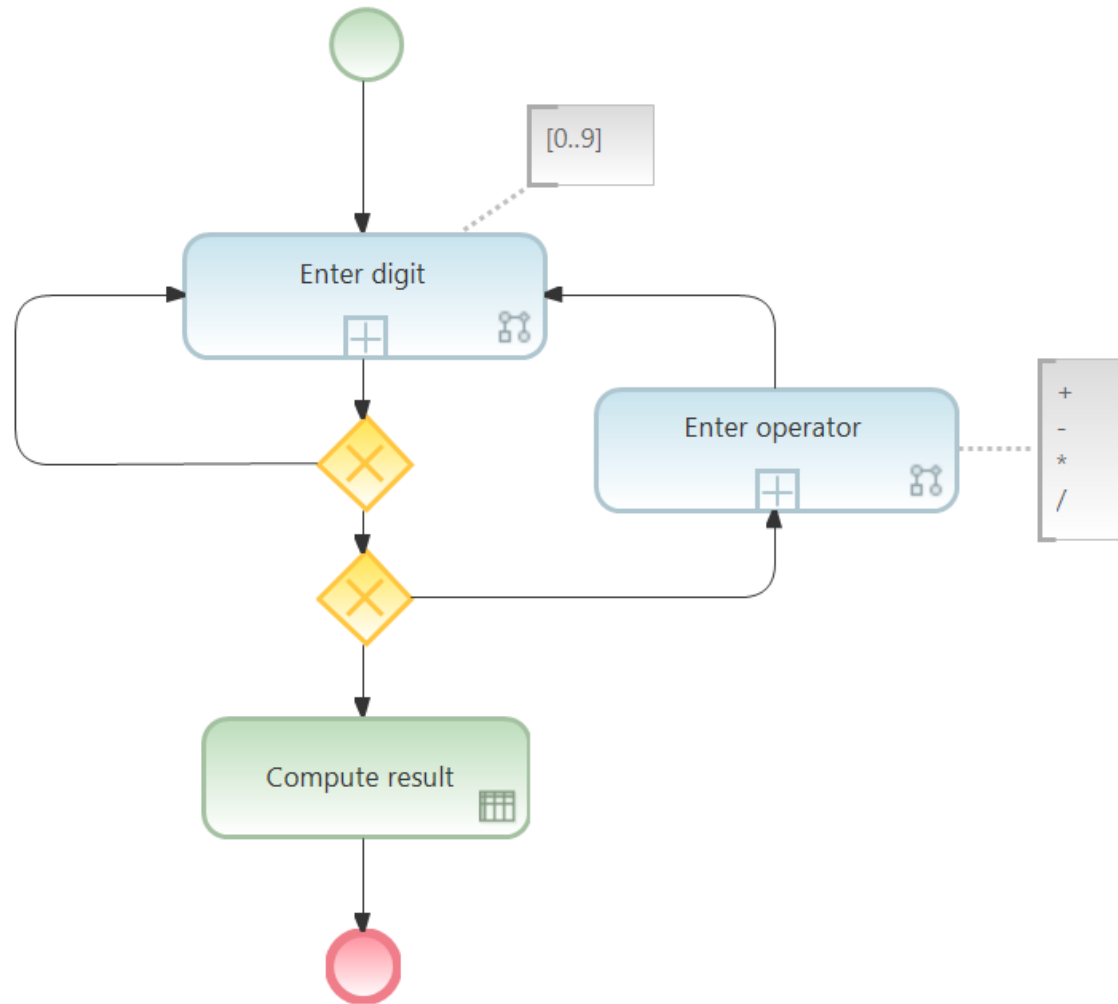 [0..9]
Enter digit
Enter operator
+
-
*
/
Compute result